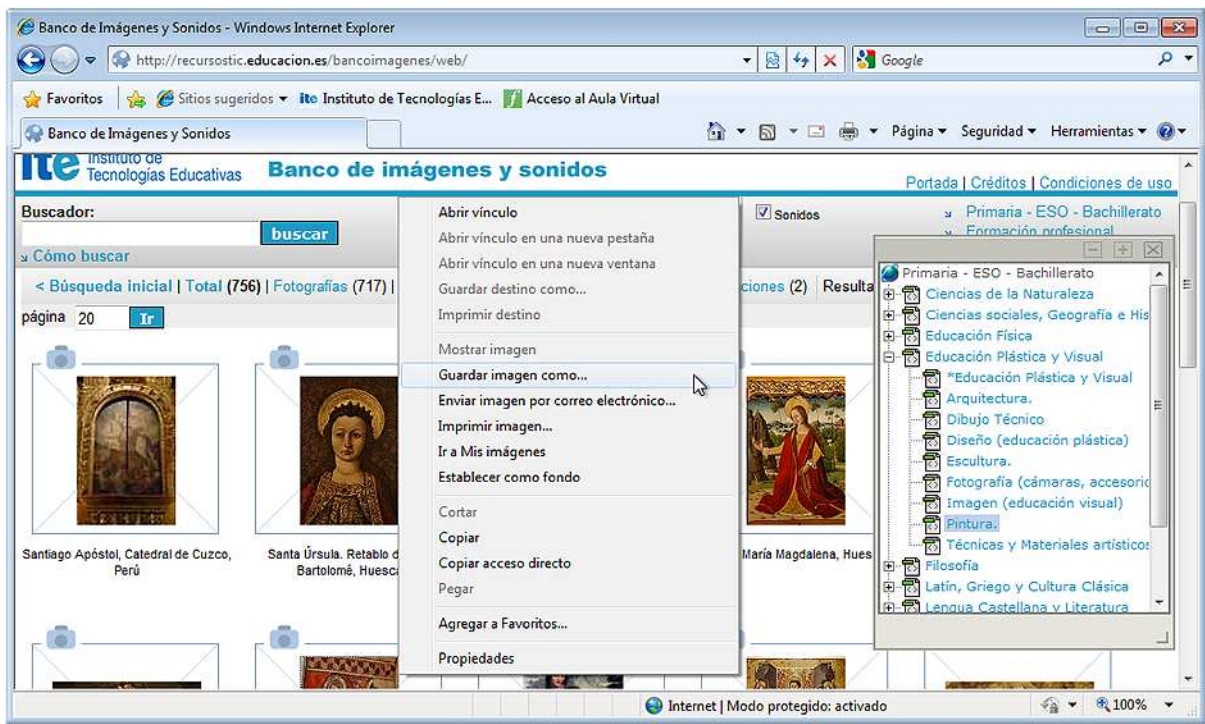 Banco de Imágenes y Sonidos - Windows Internet Explorer
http://recursostic.educacion.es/bancoimagenes/web/
Google
Favoritos
Sitios sugeridos
ite Instituto de Tecnologías E...
Acceso al Aula Virtual
Banco de Imágenes y Sonidos
Página
Seguridad
Herramientas
ite Instituto de
Tecnologías Educativas
Banco de imágenes y sonidos
Portada | Créditos | Condiciones de uso
Buscador:
buscar
Cómo buscar
Sonidos
Primaria - ESO - Bachillerato
Formación profesional
< Búsqueda inicial | Total (756) | Fotografías (717) |
ciones (2) Resulta
página 20 Ir
Abrir vínculo
Abrir vínculo en una nueva pestaña
Abrir vínculo en una nueva ventana
Guardar destino como...
Imprimir destino
Mostrar imagen
Guardar imagen como...
Enviar imagen por correo electrónico...
Imprimir imagen...
Ir a Mis imágenes
Establecer como fondo
Cortar
Copiar
Copiar acceso directo
Pegar
Agregar a Favoritos...
Propiedades
Primaria - ESO - Bachillerato
Ciencias de la Naturaleza
Ciencias sociales, Geografía e His
Educación Física
Educación Plástica y Visual
*Educación Plástica y Visual
Arquitectura.
Dibujo Técnico
Diseño (educación plástica)
Escultura.
Fotografía (cámaras, accesoric
Imagen (educación visual)
Pintura.
Técnicas y Materiales artísticos
Filosofía
Latín, Griego y Cultura Clásica
Lengua Castellana y Literatura
Santiago Apóstol, Catedral de Cuzco,
Perú
Santa Úrsula. Retablo d
Bartolomé, Huesca
María Magdalena, Hues
Internet | Modo protegido: activado
100%